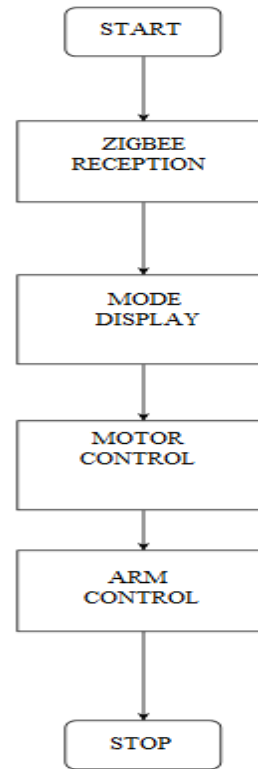 START
ZIGBEE
RECEPTION
MODE
DISPLAY
MOTOR
CONTROL
ARM
CONTROL
STOP